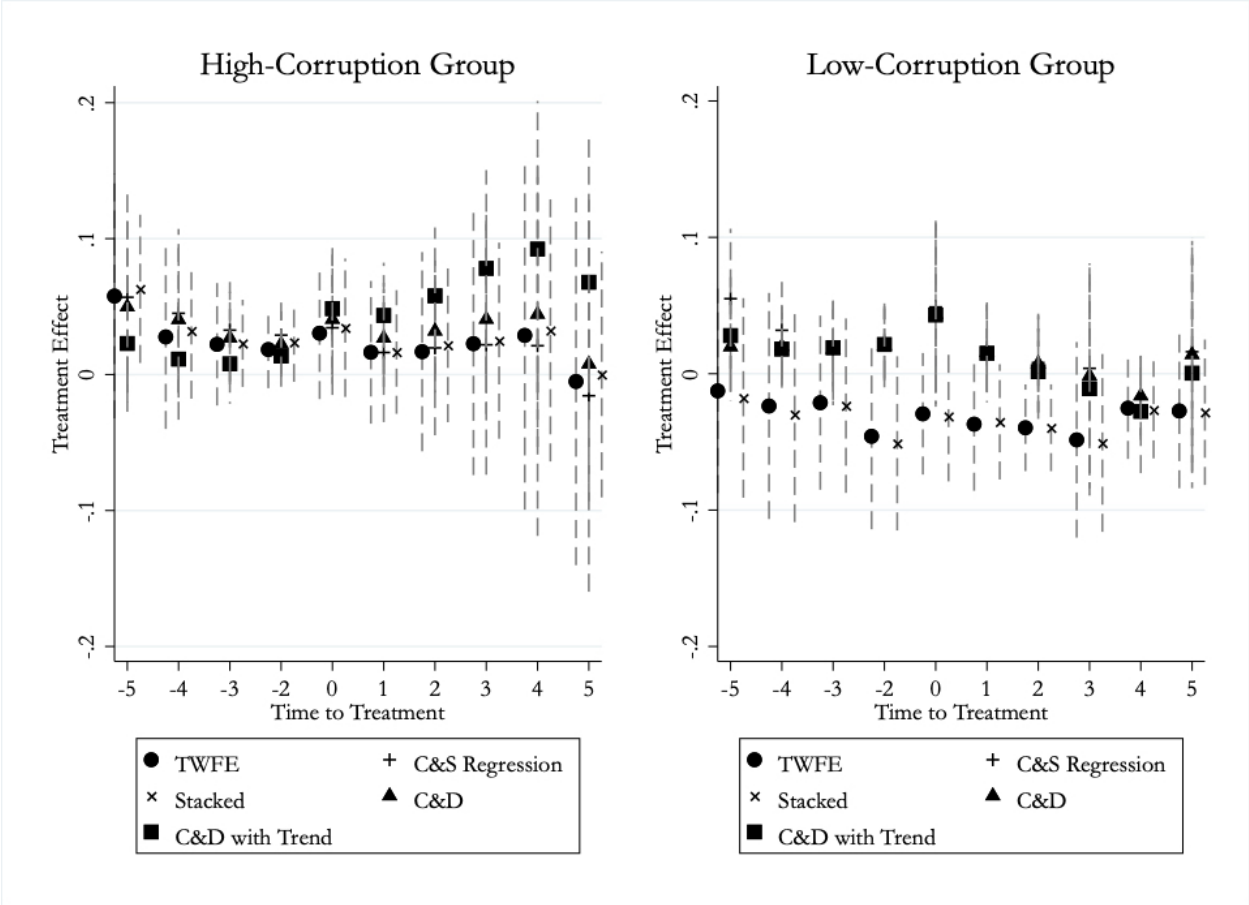 High-Corruption Group
Treatment Effect
.2
.1
0
-.1
-.2
-5 -4 -3 -2 0 1 2 3 4 5
Time to Treatment
TWFE C&S Regression
Stacked C&D
C&D with Trend
Low-Corruption Group
Treatment Effect
.2
.1
0
-.1
-.2
-5 -4 -3 -2 0 1 2 3 4 5
Time to Treatment
TWFE C&S Regression
Stacked C&D
C&D with Trend